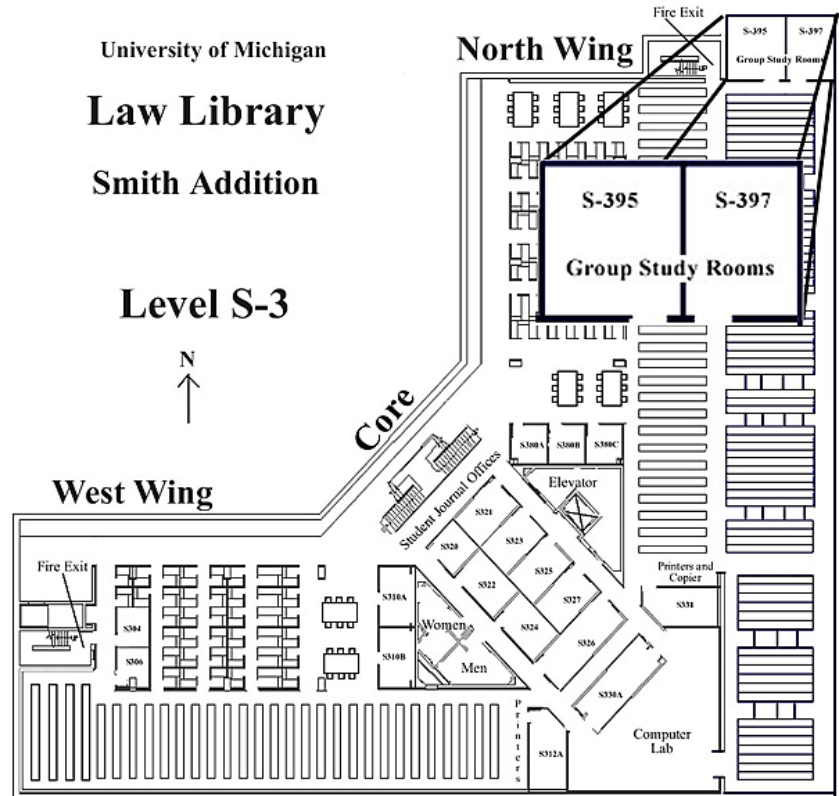 University of Michigan
Law Library
Smith Addition
Level S-3
N
North Wing
Fire Exit
UP
S-395
S-397
Group Study Rooms
S-395
S-397
Group Study Rooms
Core
West Wing
S380A
S380B
S380C
Elevator
Student Journal Offices
S321
S320
S323
S322
S325
S324
S327
S326
S330A
Printers and
Copier
S331
Fire Exit
UP
S304
S306
S310A
S310B
Women
Men
Printers
S312A
Computer
Lab